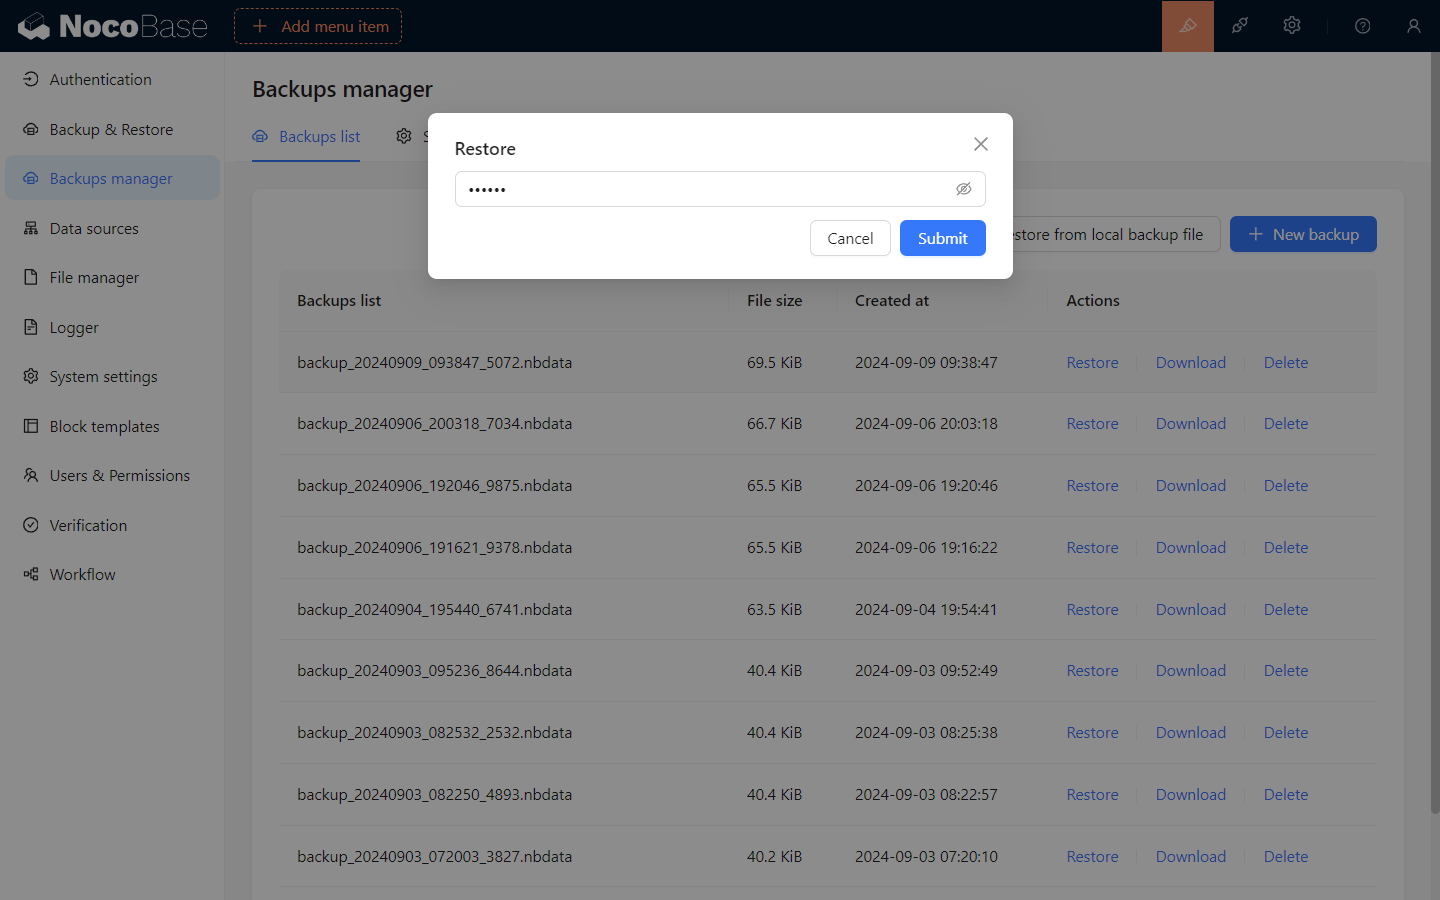 NocoBase
Add menu item
Authentication
Backup & Restore
Backups manager
Data sources
File manager
Logger
System settings
Block templates
Users & Permissions
Verification
Workflow
Backups manager
Backups list
Restore
••••••
Cancel Submit
from local backup file New backup
Backups list File size Created at Actions
backup_20240909_093847_5072.nbdata 69.5 KiB 2024-09-09 09:38:47 Restore Download Delete
backup_20240906_200318_7034.nbdata 66.7 KiB 2024-09-06 20:03:18 Restore Download Delete
backup_20240906_192046_9875.nbdata 65.5 KiB 2024-09-06 19:20:46 Restore Download Delete
backup_20240906_191621_9378.nbdata 65.5 KiB 2024-09-06 19:16:22 Restore Download Delete
backup_20240904_195440_6741.nbdata 63.5 KiB 2024-09-04 19:54:41 Restore Download Delete
backup_20240903_095236_8644.nbdata 40.4 KiB 2024-09-03 09:52:49 Restore Download Delete
backup_20240903_082532_2532.nbdata 40.4 KiB 2024-09-03 08:25:38 Restore Download Delete
backup_20240903_082250_4893.nbdata 40.4 KiB 2024-09-03 08:22:57 Restore Download Delete
backup_20240903_072003_3827.nbdata 40.2 KiB 2024-09-03 07:20:10 Restore Download Delete